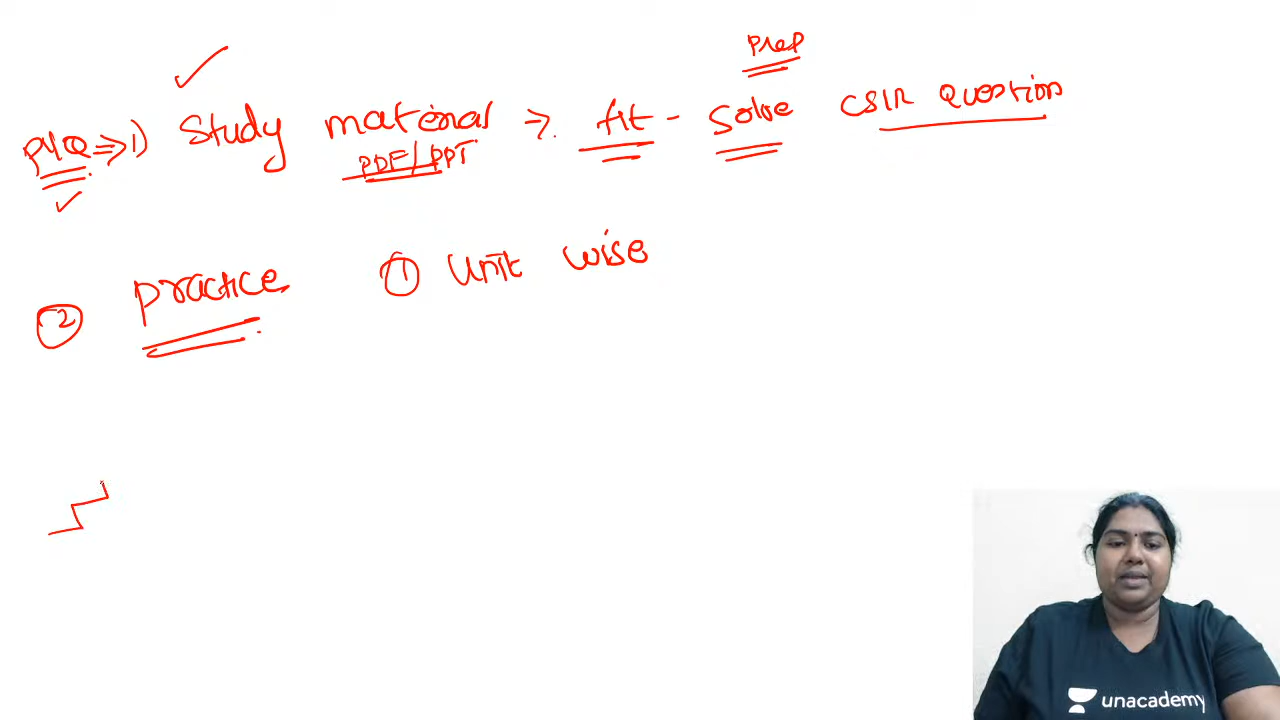 prep
PYQ ⇒ 1) Study material ⇒. fit - Solve CSIR Question
PDF/PPT
② practice ① Unit wise
unacademy